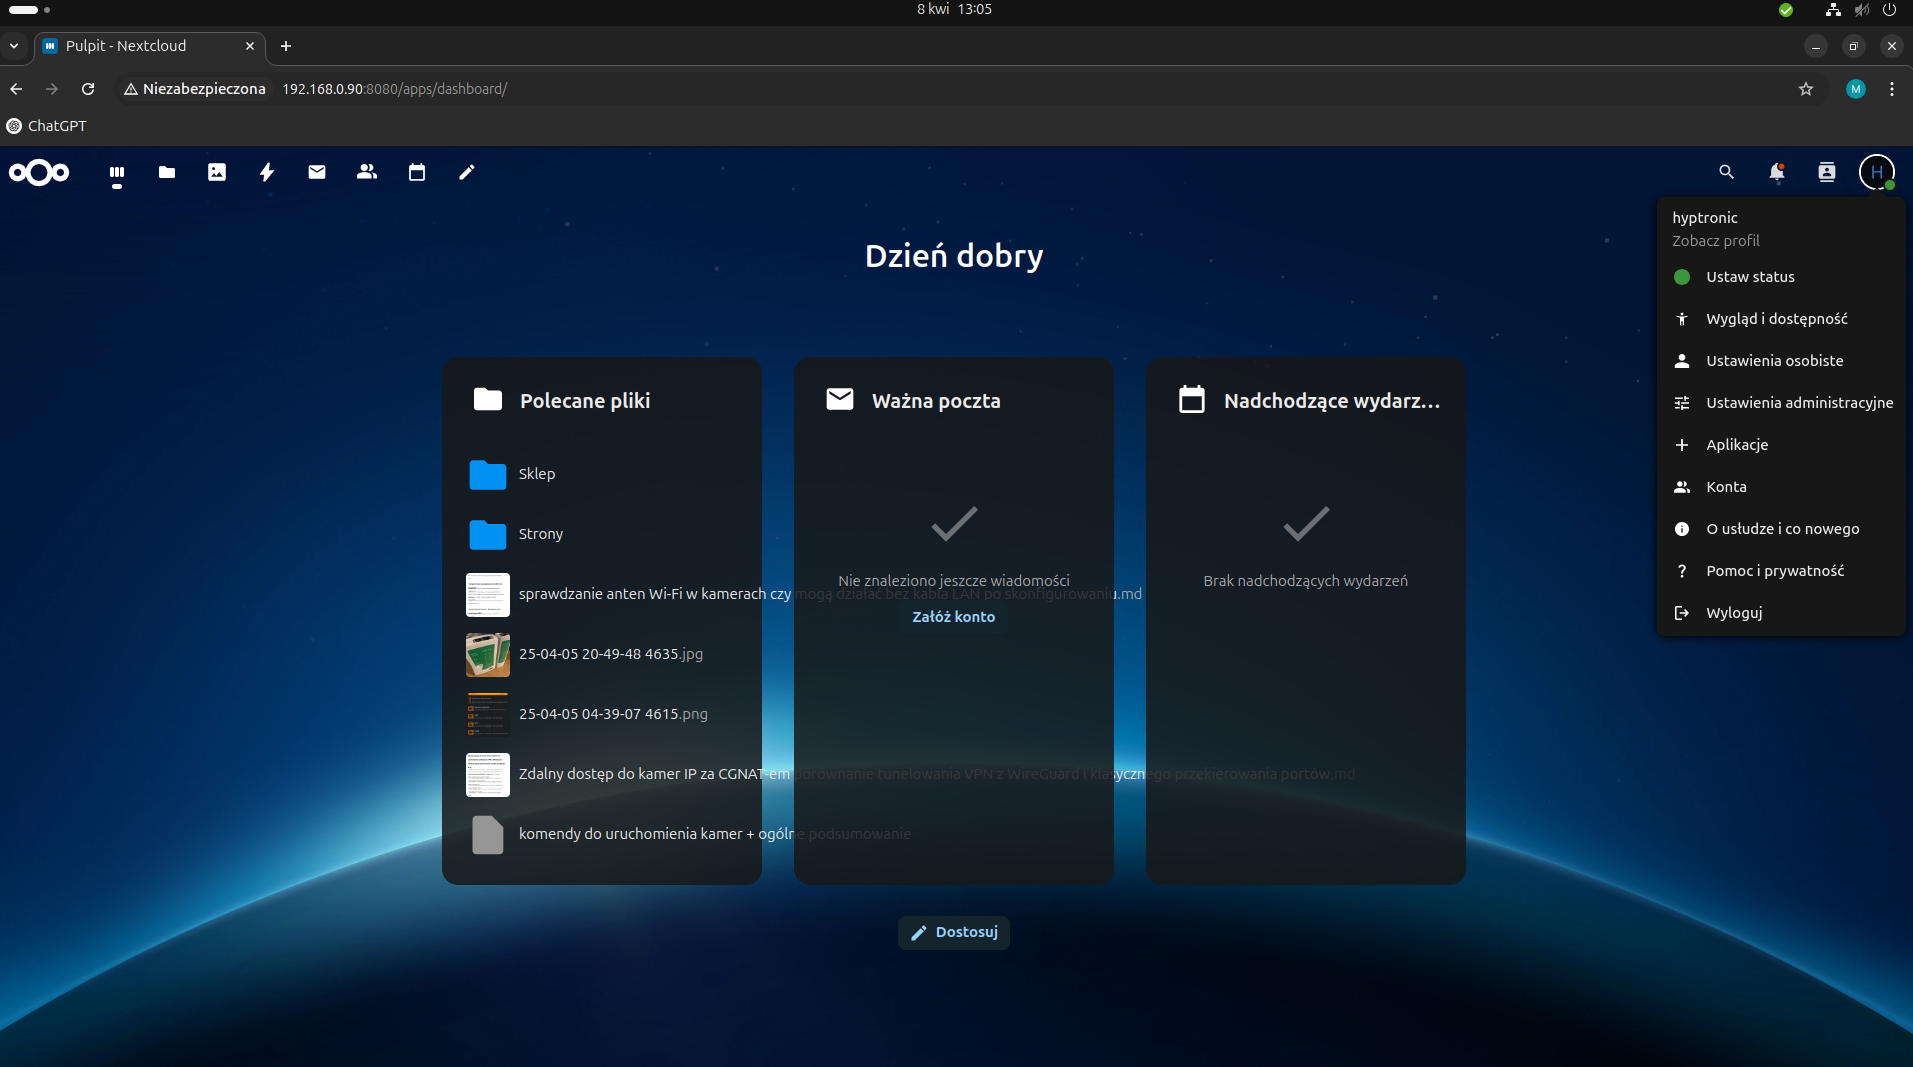 8 kwi 13:05
Pulpit - Nextcloud
Niezabezpieczona 192.168.0.90:8080/apps/dashboard/
M
ChatGPT
H
Dzień dobry
hyptronic
Zobacz profil
Ustaw status
Wygląd i dostępność
Ustawienia osobiste
Ustawienia administracyjne
Aplikacje
Konta
O usłudze i co nowego
Pomoc i prywatność
Wyloguj
Polecane pliki
Sklep
Strony
sprawdzanie anten Wi-Fi w kamerach czy mogą działać bez kabla LAN po skonfigurowaniu.md
25-04-05 20-49-48 4635.jpg
25-04-05 04-39-07 4615.png
Zdalny dostęp do kamer IP za CGNAT-em porównanie tunelowania VPN z WireGuard i klasycznego przekierowania portów.md
komendy do uruchomienia kamer + ogólne podsumowanie
Ważna poczta
Nie znaleziono jeszcze wiadomości
Załóż konto
Nadchodzące wydarz...
Brak nadchodzących wydarzeń
Dostosuj